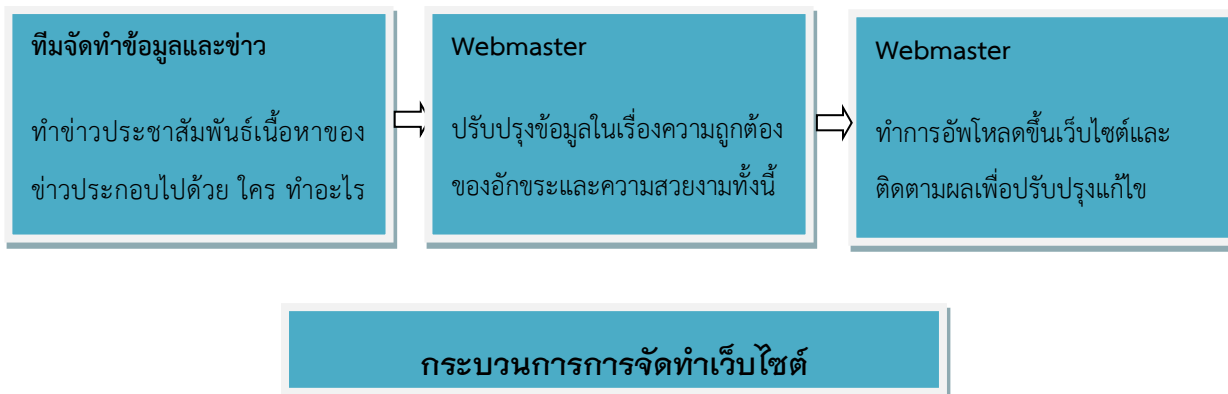 ทีมจัดทำข้อมูลและข่าว
ทำข่าวประชาสัมพันธ์เนื้อหาของ
ข่าวประกอบไปด้วย ใคร ทำอะไร
Webmaster
ปรับปรุงข้อมูลในเรื่องความถูกต้อง
ของอักขระและความสวยงามทั้งนี้
Webmaster
ทำการอัพโหลดขึ้นเว็บไซต์และ
ติดตามผลเพื่อปรับปรุงแก้ไข
กระบวนการการจัดทำเว็บไซต์